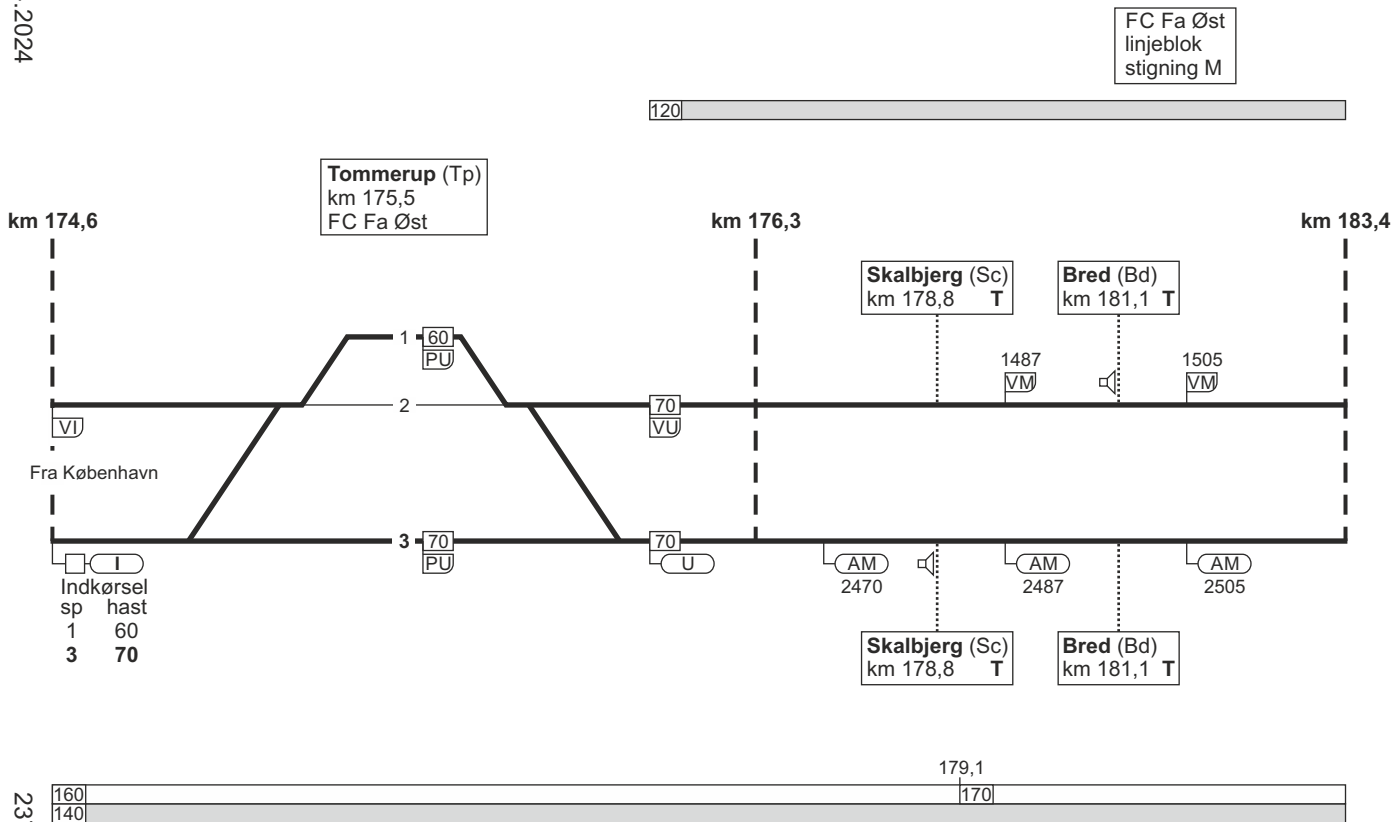 .2024
FC Fa Øst
linjeblok
stigning M
120
Tommerup (Tp)
km 175,5
FC Fa Øst
km 174,6
km 176,3
km 183,4
Skalbjerg (Sc)
km 178,8 T
Bred (Bd)
km 181,1 T
1 60
PU
1487
VM
1505
VM
2
70
VI
VU
Fra København
3 70
70
I
PU
U
AM
2470
AM
2487
AM
2505
Indkørsel
sp hast
1 60
3 70
Skalbjerg (Sc)
km 178,8 T
Bred (Bd)
km 181,1 T
179,1
160
170
140
23